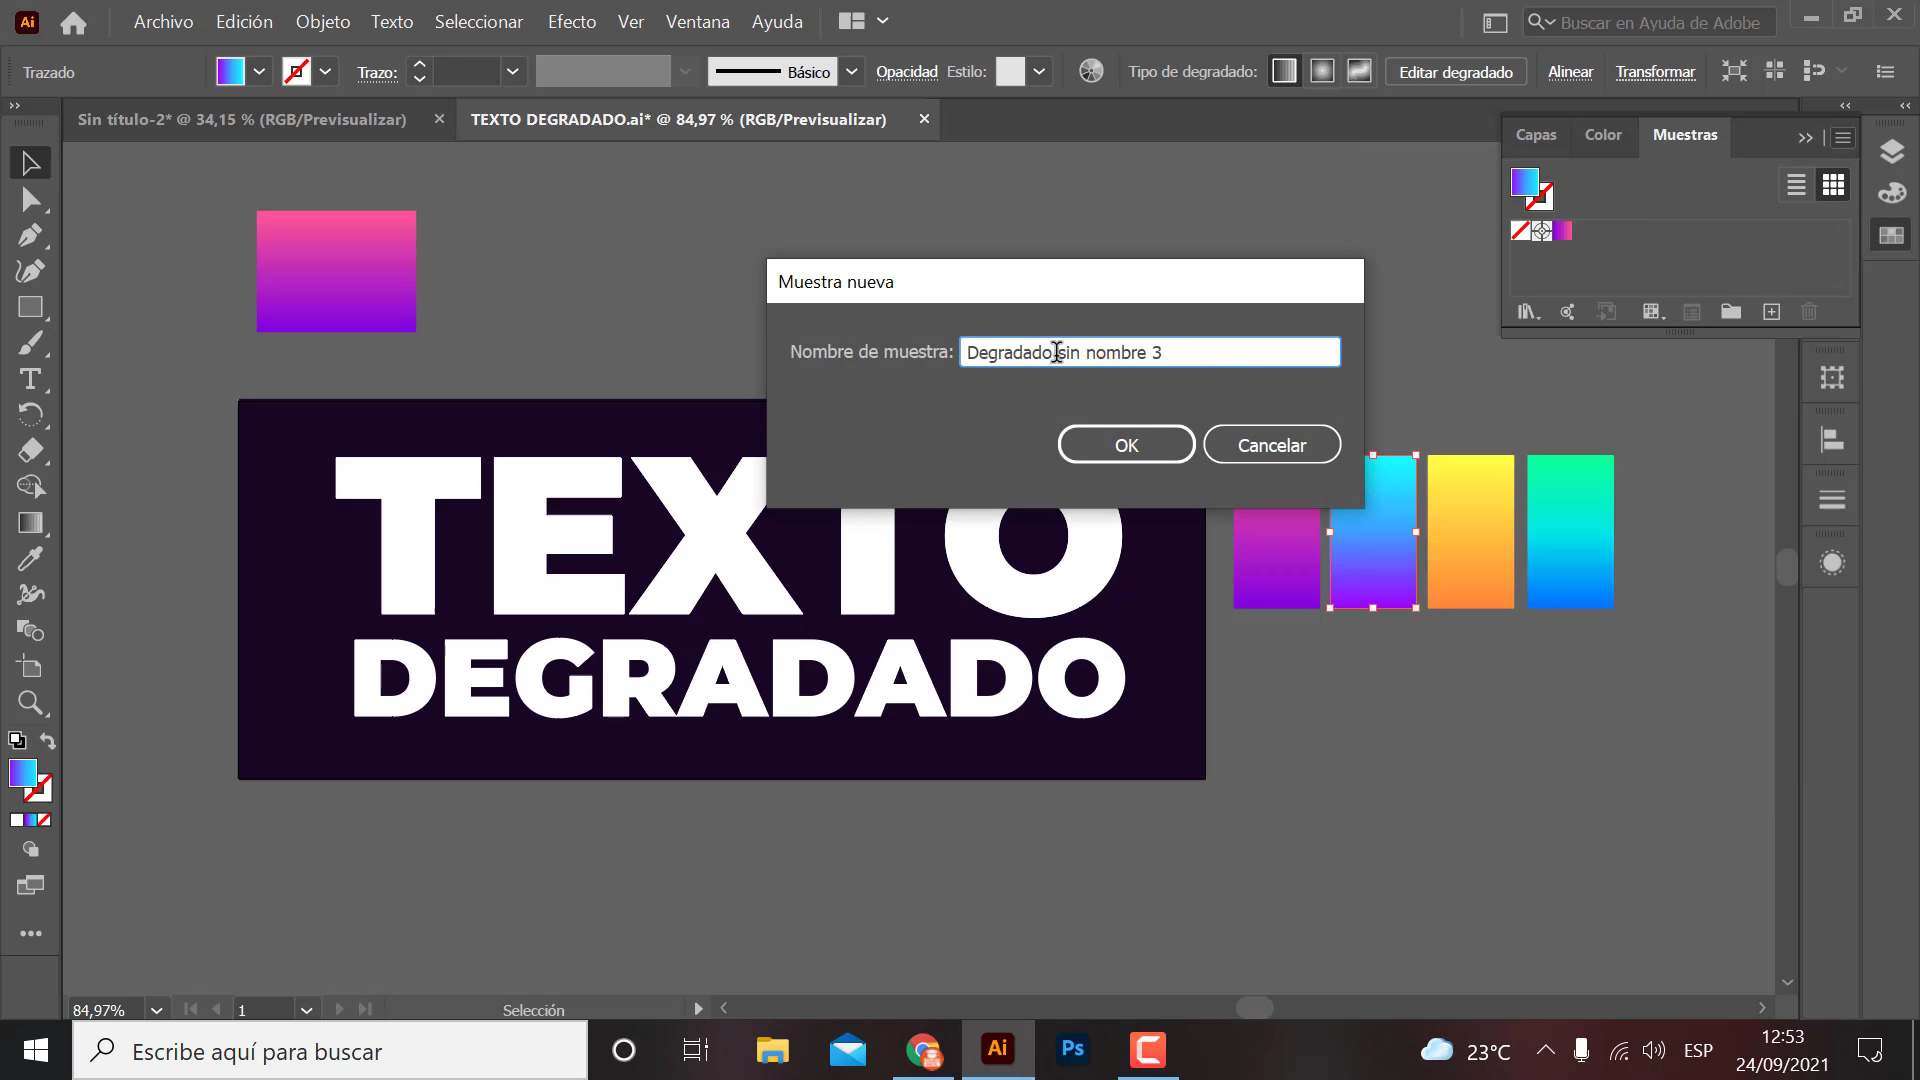 Ai Archivo Edición Objeto Texto Seleccionar Efecto Ver Ventana Ayuda Buscar en Ayuda de Adobe
Trazado Trazo: Básico Opacidad Estilo: Tipo de degradado: Editar degradado Alinear Transformar
Sin título-2* @ 34,15 % (RGB/Previsualizar) TEXTO DEGRADADO.ai* @ 84,97 % (RGB/Previsualizar)
Capas Color Muestras
Muestra nueva
Nombre de muestra: Degradado sin nombre 3
OK Cancelar
TEXTO
DEGRADADO
84,97% 1 Selección
Escribe aquí para buscar Ai Ps 23°C ESP 12:53
24/09/2021